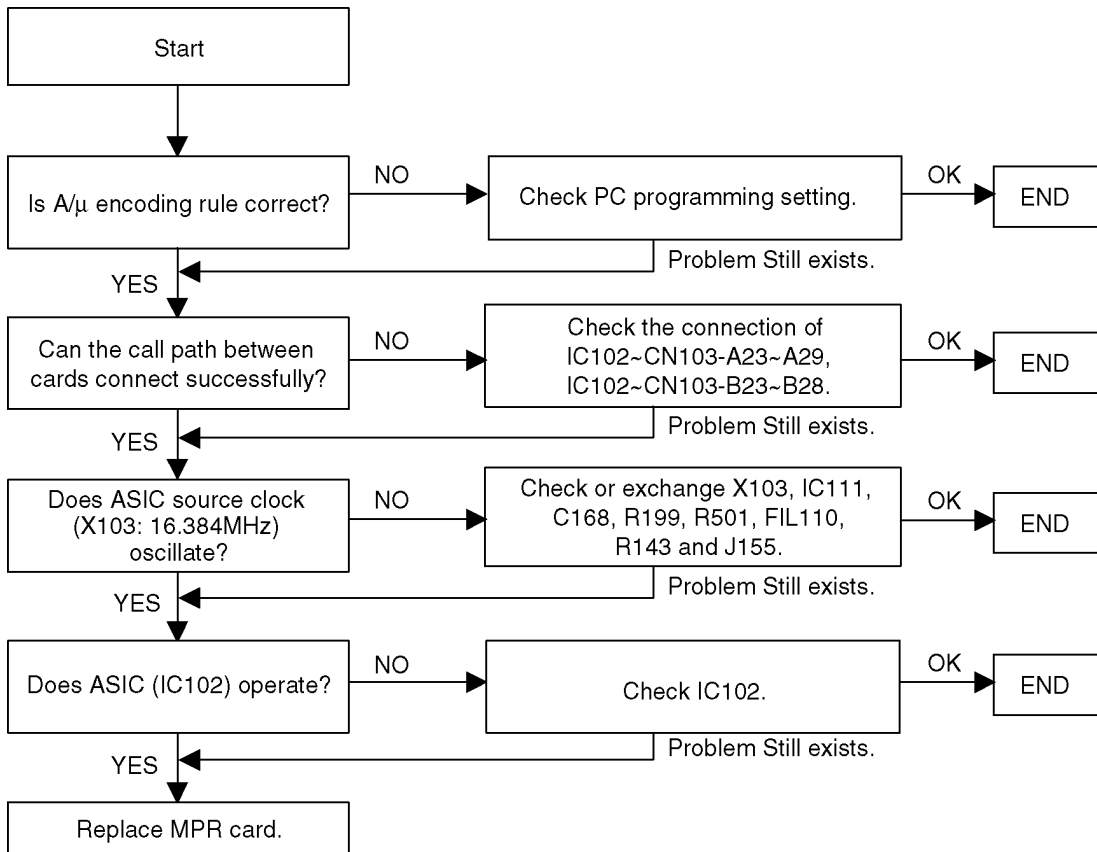 Start
Is A/μ encoding rule correct?
NO
Check PC programming setting.
OK
END
YES
Problem Still exists.
Can the call path between
cards connect successfully?
NO
Check the connection of
IC102~CN103-A23~A29,
IC102~CN103-B23~B28.
OK
END
YES
Problem Still exists.
Does ASIC source clock
(X103: 16.384MHz)
oscillate?
NO
Check or exchange X103, IC111,
C168, R199, R501, FIL110,
R143 and J155.
OK
END
YES
Problem Still exists.
Does ASIC (IC102) operate?
NO
Check IC102.
OK
END
YES
Problem Still exists.
Replace MPR card.